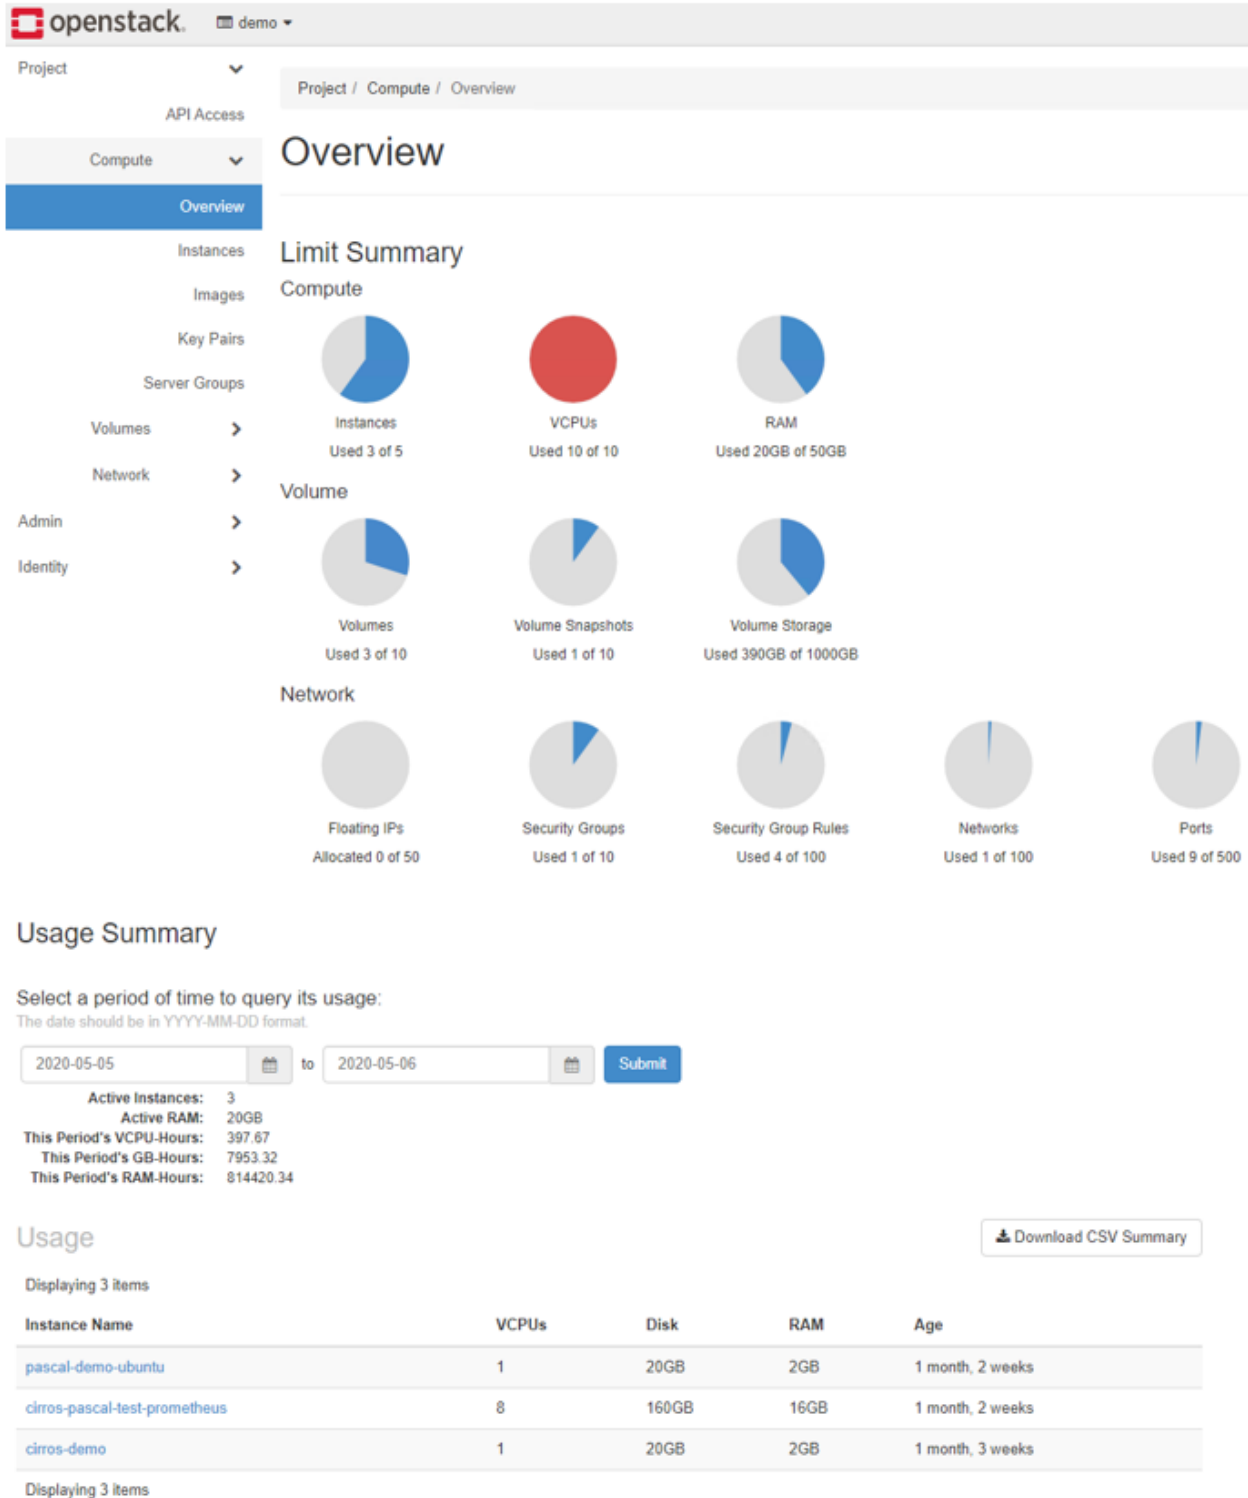 openstack. demo
Project
API Access
Compute
Overview
Instances
Images
Key Pairs
Server Groups
Volumes
Network
Admin
Identity
Project / Compute / Overview
Overview
Limit Summary
Compute
Instances VCPUs RAM
Used 3 of 5 Used 10 of 10 Used 20GB of 50GB
Volume
Volumes Volume Snapshots Volume Storage
Used 3 of 10 Used 1 of 10 Used 390GB of 1000GB
Network
Floating IPs Security Groups Security Group Rules Networks Ports
Allocated 0 of 50 Used 1 of 10 Used 4 of 100 Used 1 of 100 Used 9 of 500
Usage Summary
Select a period of time to query its usage:
The date should be in YYYY-MM-DD format.
2020-05-05 to 2020-05-06 Submit
Active Instances: 3
Active RAM: 20GB
This Period's VCPU-Hours: 397.67
This Period's GB-Hours: 7953.32
This Period's RAM-Hours: 814420.34
Usage Download CSV Summary
Displaying 3 items
Instance Name VCPUs Disk RAM Age
pascal-demo-ubuntu 1 20GB 2GB 1 month, 2 weeks
cirros-pascal-test-prometheus 8 160GB 16GB 1 month, 2 weeks
cirros-demo 1 20GB 2GB 1 month, 3 weeks
Displaying 3 items